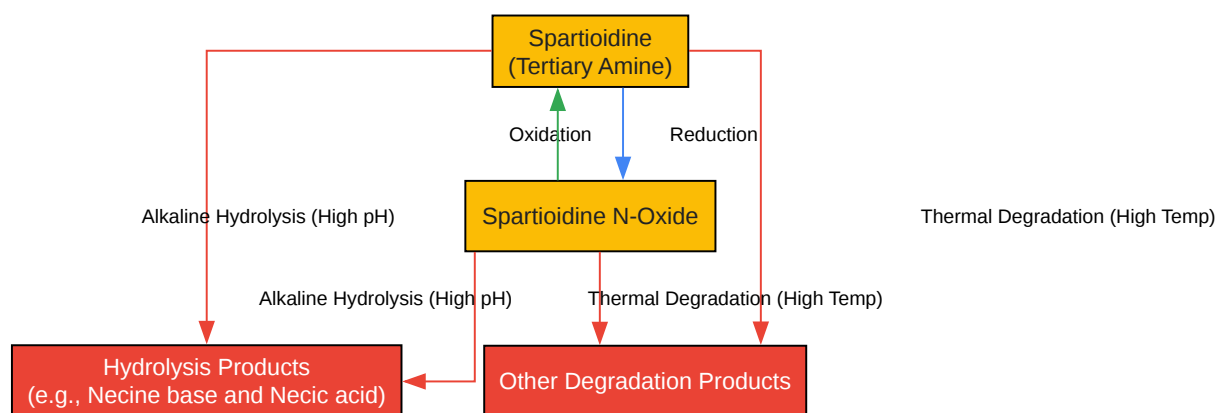 Spartioidine
(Tertiary Amine)
Oxidation
Reduction
Spartioidine N-Oxide
Alkaline Hydrolysis (High pH)
Thermal Degradation (High Temp)
Alkaline Hydrolysis (High pH)
Thermal Degradation (High Temp)
Hydrolysis Products
(e.g., Necine base and Necic acid)
Other Degradation Products